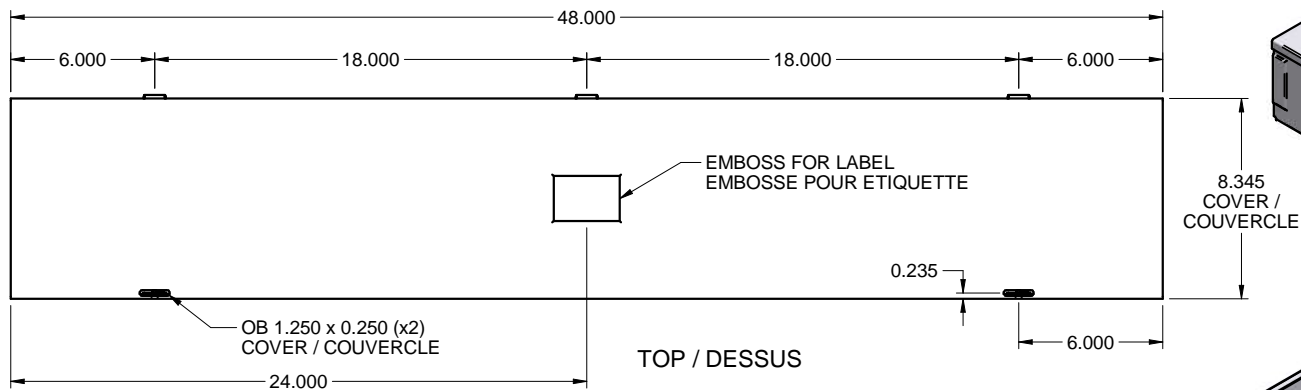 48.000
6.000
18.000
18.000
6.000
EMBOSS FOR LABEL
EMBOSSE POUR ETIQUETTE
8.345
COVER /
COUVERCLE
0.235
OB 1.250 x 0.250 (x2)
COVER / COUVERCLE
TOP / DESSUS
6.000
24.000